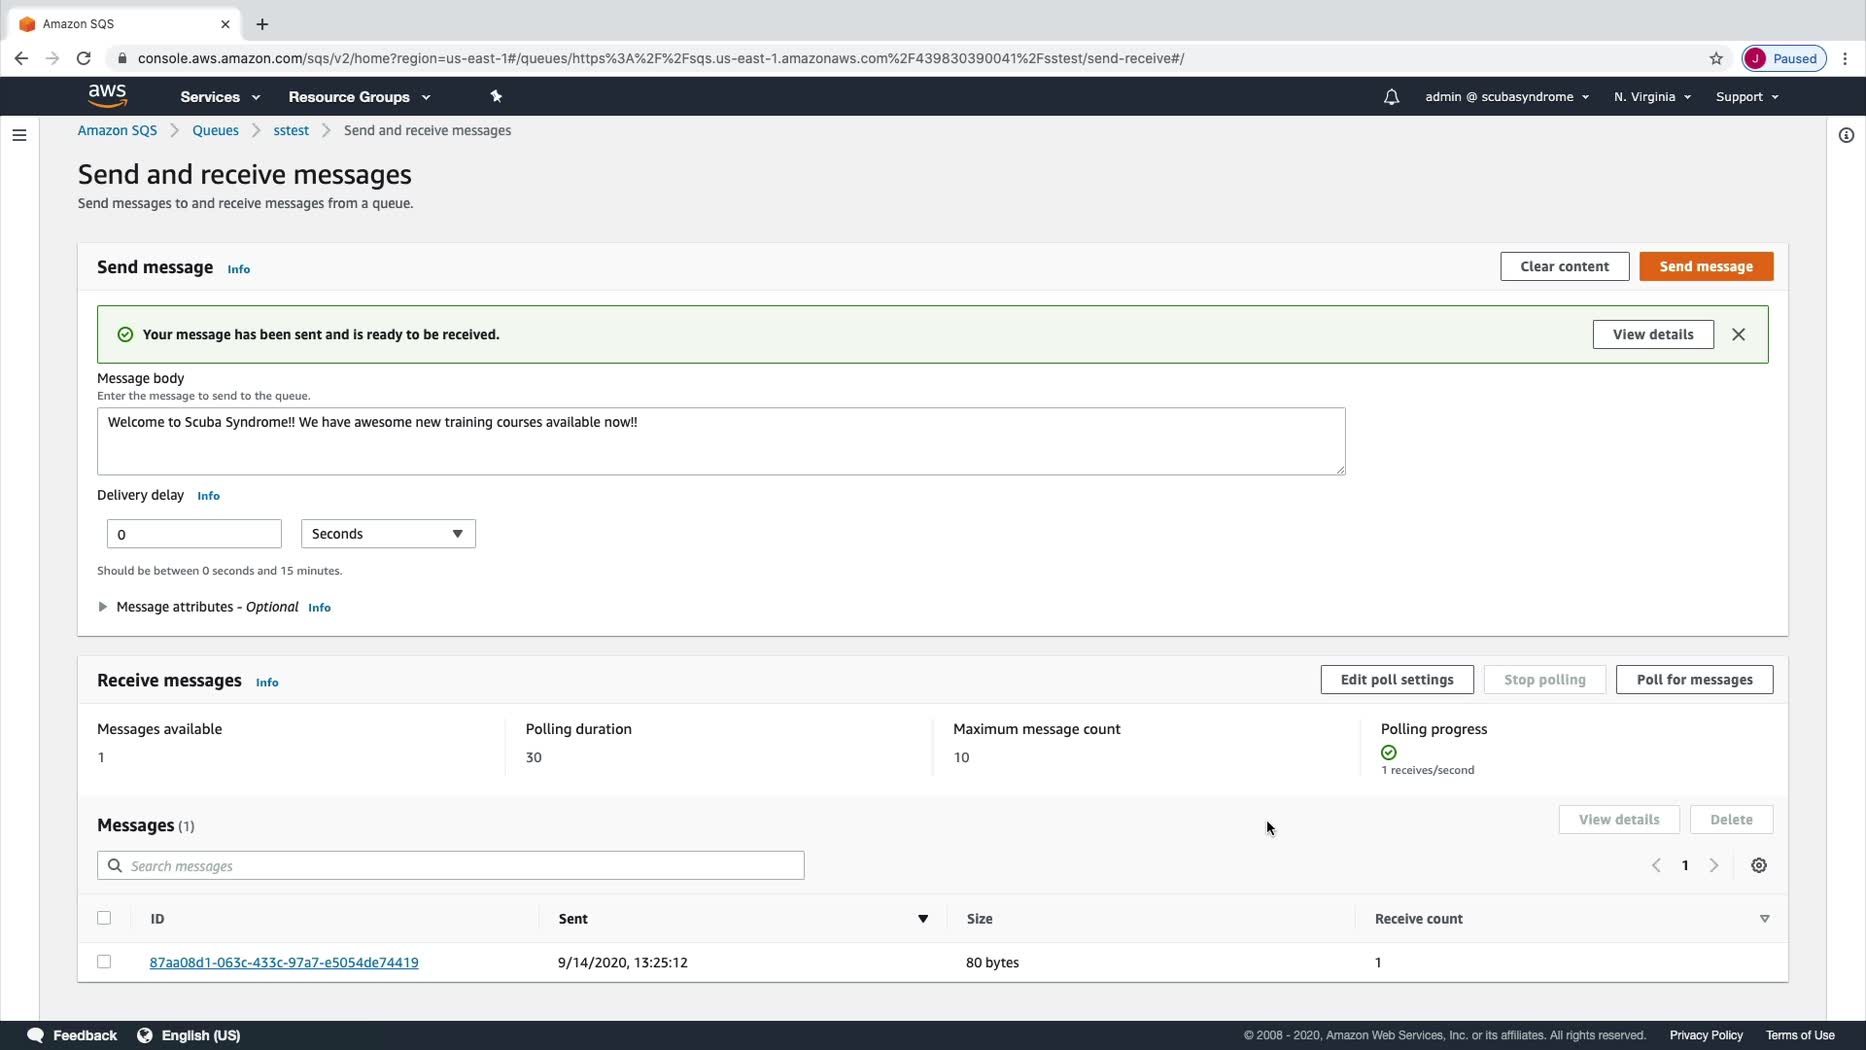 Amazon SQS
console.aws.amazon.com/sqs/v2/home?region=us-east-1#/queues/https%3A%2F%2Fsqs.us-east-1.amazonaws.com%2F439830390041%2Fsstest/send-receive#/
J Paused
aws Services Resource Groups admin @ scubasyndrome N. Virginia Support
Amazon SQS Queues sstest Send and receive messages
Send and receive messages
Send messages to and receive messages from a queue.
Send message Info Clear content Send message
Your message has been sent and is ready to be received. View details
Message body
Enter the message to send to the queue.
Welcome to Scuba Syndrome!! We have awesome new training courses available now!!
Delivery delay Info
0 Seconds
Should be between 0 seconds and 15 minutes.
Message attributes - Optional Info
Receive messages Info Edit poll settings Stop polling Poll for messages
Messages available Polling duration Maximum message count Polling progress
1 30 10
1 receives/second
Messages (1) View details Delete
Search messages 1
ID Sent Size Receive count
87aa08d1-063c-433c-97a7-e5054de74419 9/14/2020, 13:25:12 80 bytes 1
Feedback English (US) © 2008 - 2020, Amazon Web Services, Inc. or its affiliates. All rights reserved. Privacy Policy Terms of Use